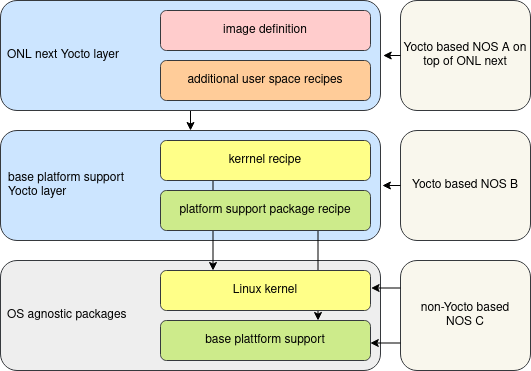 ONL next Yocto layer
image definition
additional user space recipes
Yocto based NOS A on
top of ONL next
base platform support
Yocto layer
kerrnel recipe
platform support package recipe
Yocto based NOS B
OS agnostic packages
Linux kernel
base plattform support
non-Yocto based
NOS C